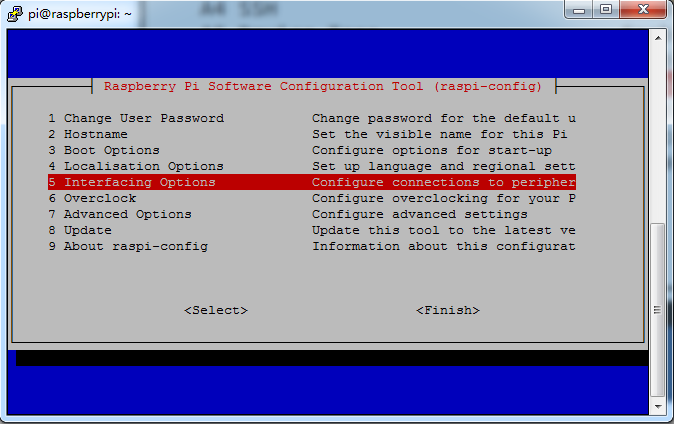 A4 SSH
pi@raspberrypi: ~
Raspberry Pi Software Configuration Tool (raspi-config)
1 Change User Password Change password for the default u
2 Hostname Set the visible name for this Pi
3 Boot Options Configure options for start-up
4 Localisation Options Set up language and regional sett
5 Interfacing Options Configure connections to peripher
6 Overclock Configure overclocking for your P
7 Advanced Options Configure advanced settings
8 Update Update this tool to the latest ve
9 About raspi-config Information about this configurat
<Select> <Finish>